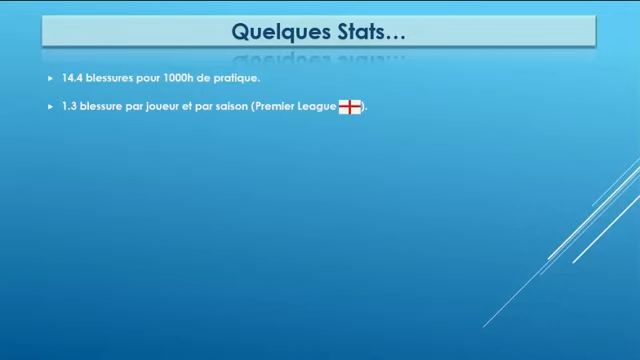 Quelques Stats…
14.4 blessures pour 1000h de pratique.
1.3 blessure par joueur et par saison (Premier League ).